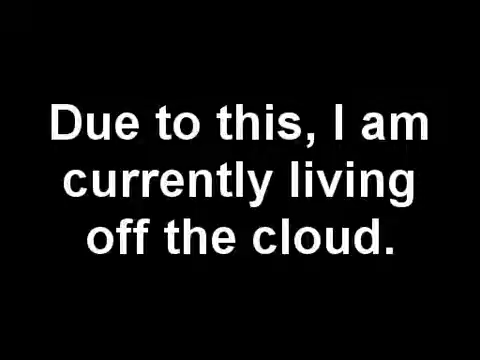 Due to this, I am
currently living
off the cloud.